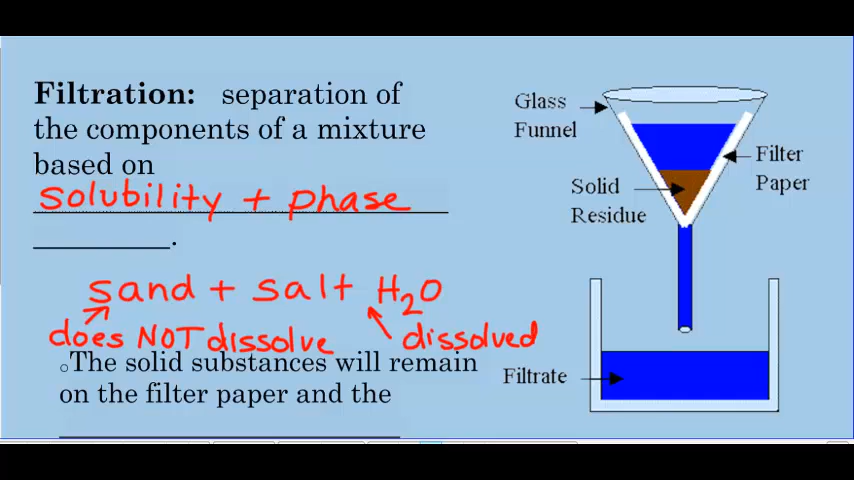 Filtration: separation of
the components of a mixture
based on
solubility + phase
.
sand + salt H2O
does NOT dissolve dissolved
The solid substances will remain
on the filter paper and the
Glass
Funnel
Filter
Paper
Solid
Residue
Filtrate